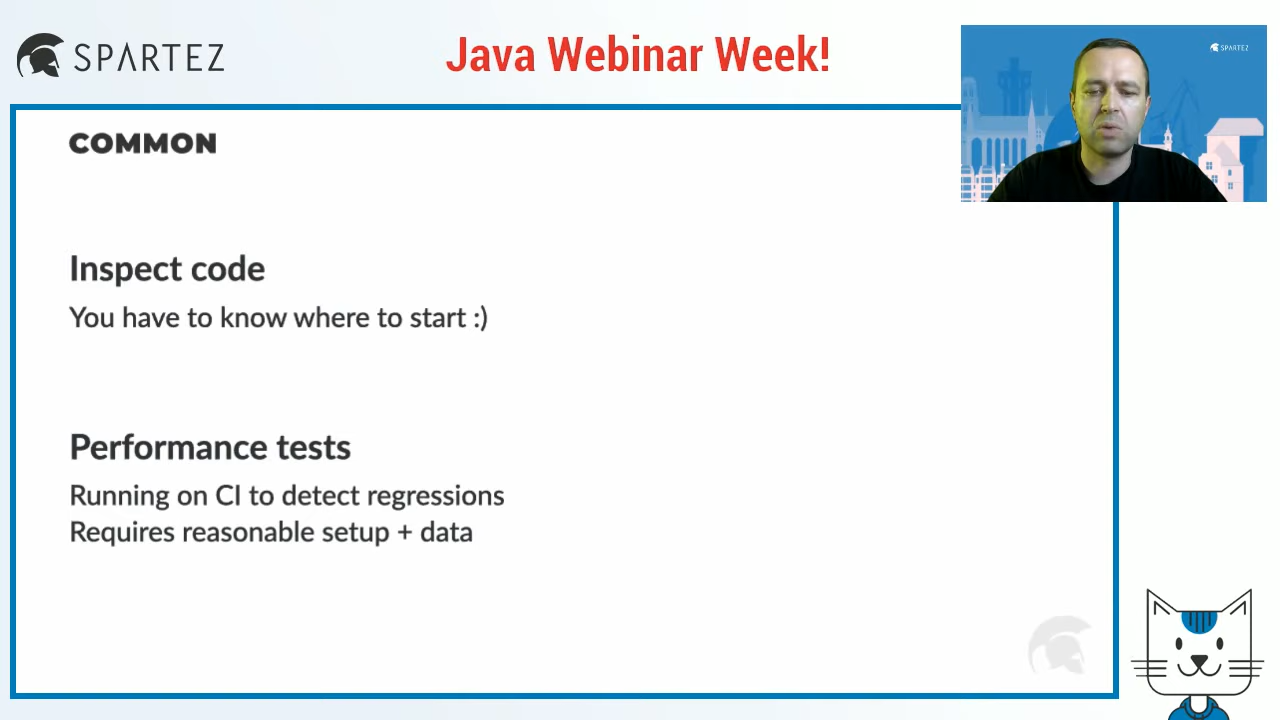 SPARTEZ
Java Webinar Week!
SPARTEZ
COMMON
Inspect code
You have to know where to start :)
Performance tests
Running on CI to detect regressions
Requires reasonable setup + data